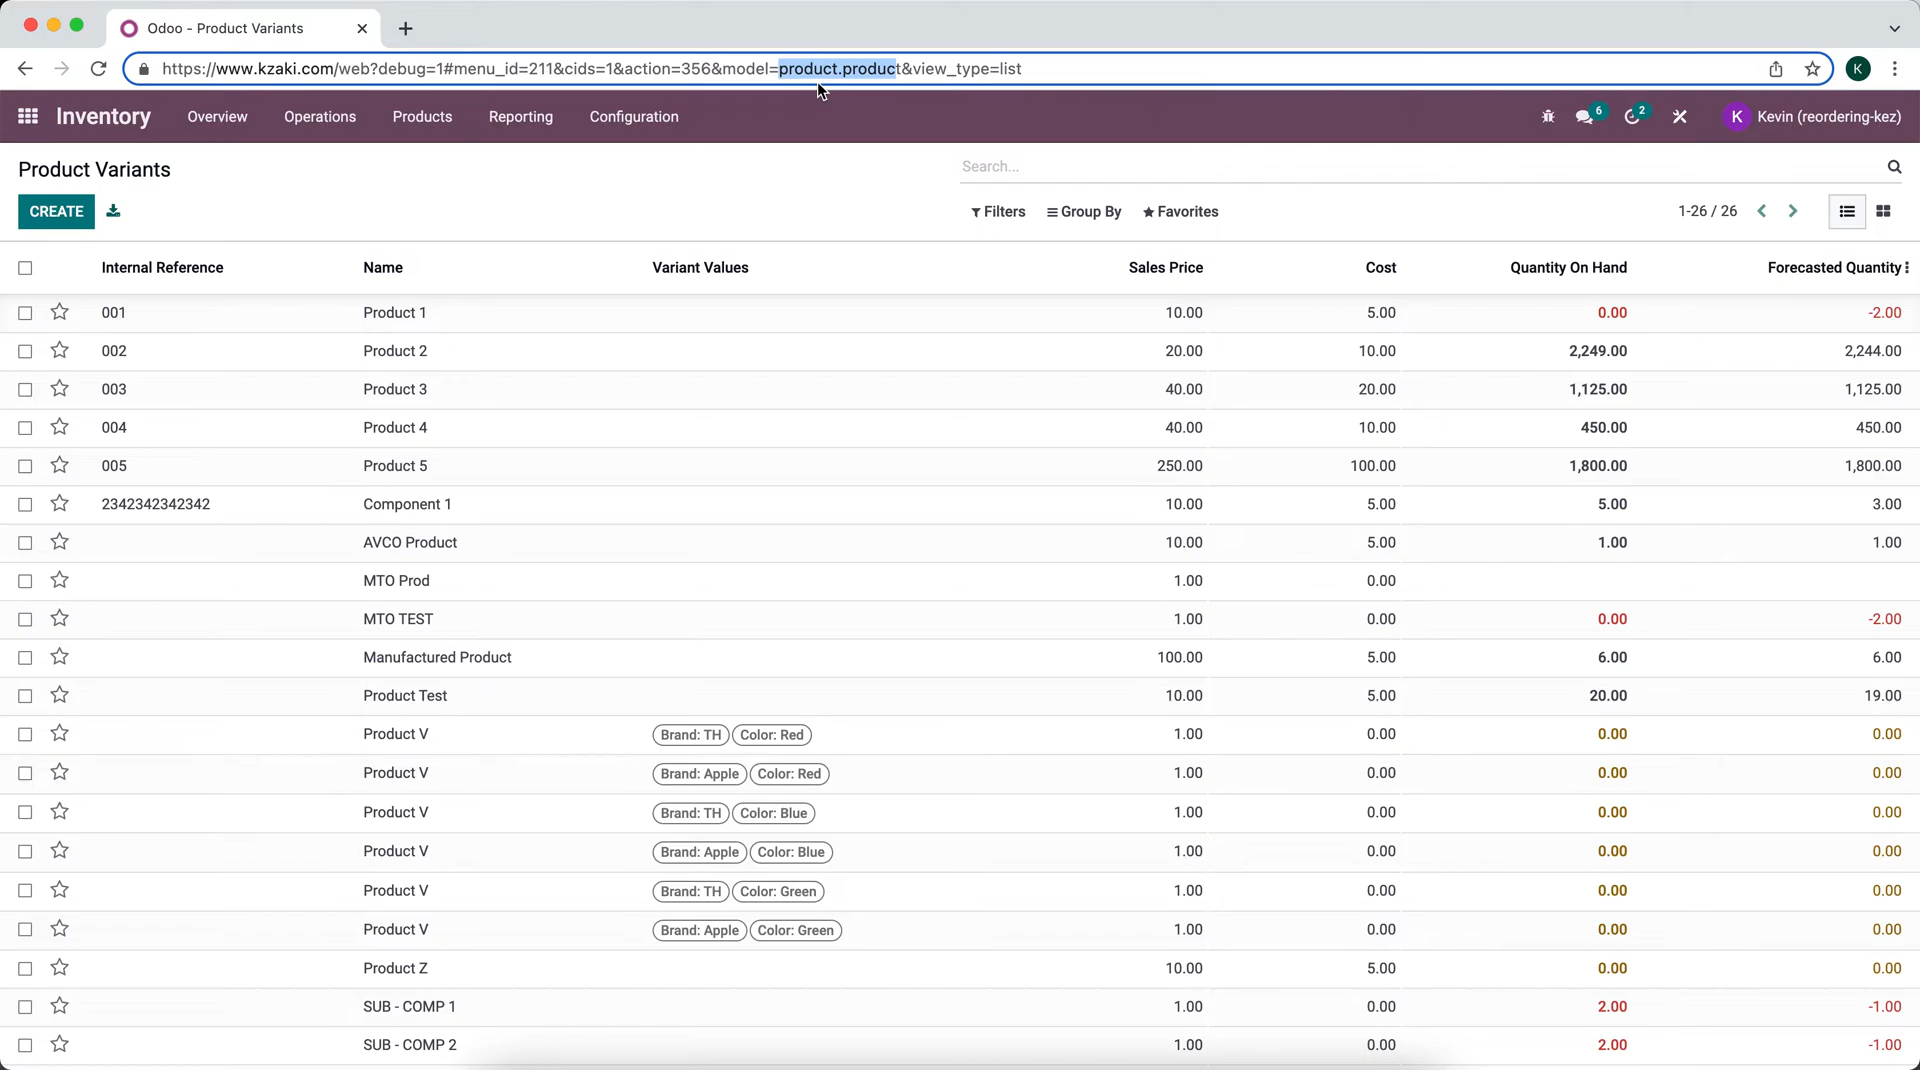 Odoo - Product Variants
https://www.kzaki.com/web?debug=1#menu_id=211&cids=1&action=356&model=product.product&view_type=list
K
Inventory Overview Operations Products Reporting Configuration 6 2 K Kevin (reordering-kez)
Product Variants Search...
CREATE Filters Group By Favorites 1-26 / 26
Internal Reference Name Variant Values Sales Price Cost Quantity On Hand Forecasted Quantity
001 Product 1 10.00 5.00 0.00 -2.00
002 Product 2 20.00 10.00 2,249.00 2,244.00
003 Product 3 40.00 20.00 1,125.00 1,125.00
004 Product 4 40.00 10.00 450.00 450.00
005 Product 5 250.00 100.00 1,800.00 1,800.00
2342342342342 Component 1 10.00 5.00 5.00 3.00
AVCO Product 10.00 5.00 1.00 1.00
MTO Prod 1.00 0.00
MTO TEST 1.00 0.00 0.00 -2.00
Manufactured Product 100.00 5.00 6.00 6.00
Product Test 10.00 5.00 20.00 19.00
Product V Brand: TH Color: Red 1.00 0.00 0.00 0.00
Product V Brand: Apple Color: Red 1.00 0.00 0.00 0.00
Product V Brand: TH Color: Blue 1.00 0.00 0.00 0.00
Product V Brand: Apple Color: Blue 1.00 0.00 0.00 0.00
Product V Brand: TH Color: Green 1.00 0.00 0.00 0.00
Product V Brand: Apple Color: Green 1.00 0.00 0.00 0.00
Product Z 10.00 5.00 0.00 0.00
SUB - COMP 1 1.00 0.00 2.00 -1.00
SUB - COMP 2 1.00 0.00 2.00 -1.00